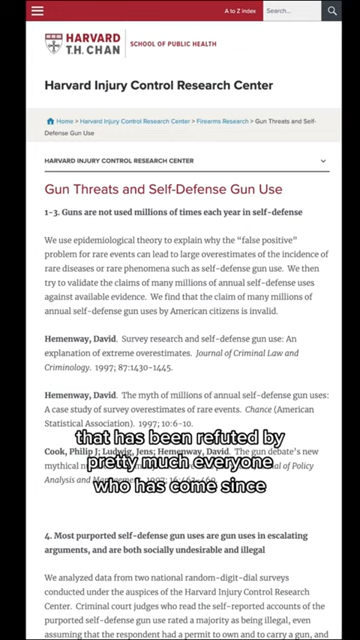 A to Z Index
Search...
HARVARD
T.H. CHAN
SCHOOL OF PUBLIC HEALTH
Harvard Injury Control Research Center
Home > Harvard Injury Control Research Center > Firearms Research > Gun Threats and Self-
Defense Gun Use
HARVARD INJURY CONTROL RESEARCH CENTER
Gun Threats and Self-Defense Gun Use
1-3. Guns are not used millions of times each year in self-defense
We use epidemiological theory to explain why the “false positive”
problem for rare events can lead to large overestimates of the incidence
of rare diseases or rare phenomena such as self-defense gun use. We then
try to validate the claims of many millions of annual self-defense uses
against available evidence. We find that the claim of many millions of
annual self-defense gun uses by American citizens is invalid.
Hemenway, David. Survey research and self-defense gun use: An
explanation of extreme overestimates. Journal of Criminal Law and
Criminology. 1997; 87:1430-1445.
Hemenway, David. The myth of millions of annual self-defense gun uses:
A case study of survey overestimates of rare events. Chance (American
Statistical Association). 1997; 10:6-10.
that has been refuted by
Cook, Philip J; Ludwig, Jens; Hemenway, David. The gun debate’s new
pretty much everyone
mythical of Policy
who has come since
Analysis and 1997; 16:463-469.
4. Most purported self-defense gun uses are gun uses in escalating
arguments, and are both socially undesirable and illegal
We analyzed data from two national random-digit-dial surveys
conducted under the auspices of the Harvard Injury Control Research
Center. Criminal court judges who read the self-reported accounts of the
purported self-defense gun use rated a majority as being illegal, even
assuming that the respondent had a permit to own and to carry a gun, and